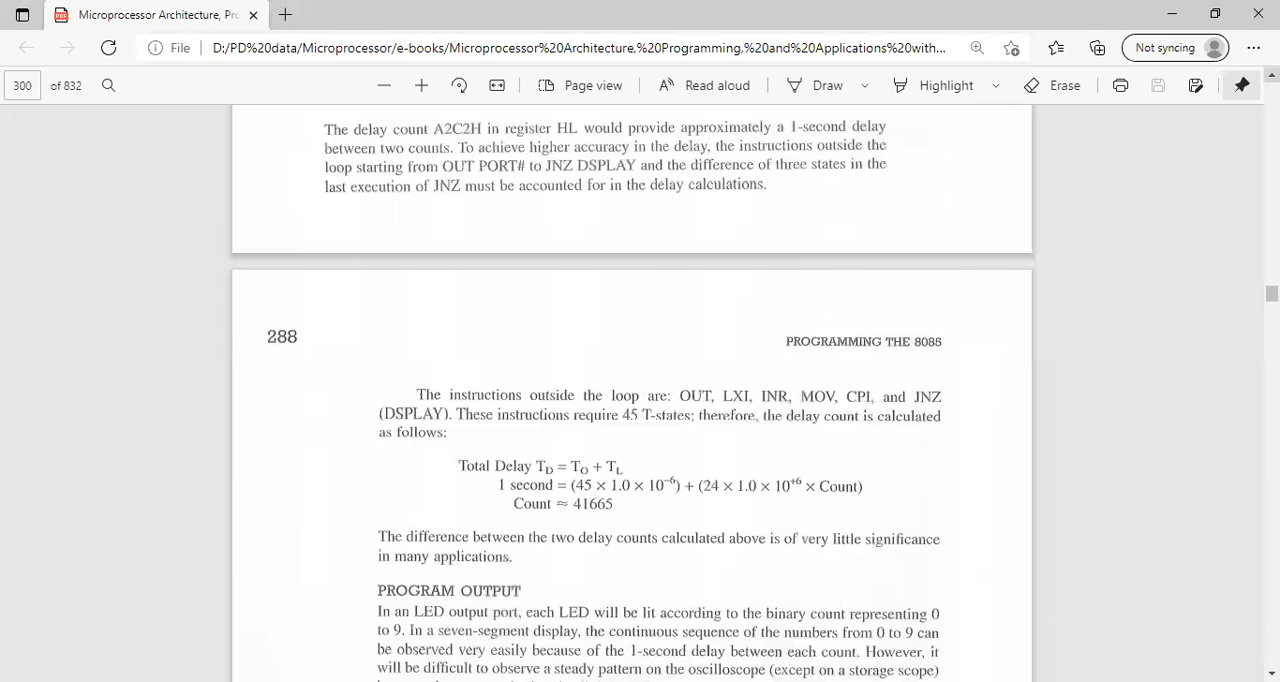 Microprocessor Architecture, Pro
File
D:/PD%20data/Microprocessor/e-books/Microprocessor%20Architecture,%20Programming,%20and%20Applications%20with...
Not syncing
300 of 832
Page view
Read aloud
Draw
Highlight
Erase
The delay count A2C2H in register HL would provide approximately a 1-second delay
between two counts. To achieve higher accuracy in the delay, the instructions outside the
loop starting from OUT PORT# to JNZ DSPLAY and the difference of three states in the
last execution of JNZ must be accounted for in the delay calculations.
288
PROGRAMMING THE 8085
The instructions outside the loop are: OUT, LXI, INR, MOV, CPI, and JNZ
(DSPLAY). These instructions require 45 T-states; therefore, the delay count is calculated
as follows:
Total Delay T_D = T_O + T_L
1 second = (45 × 1.0 × 10⁻⁶) + (24 × 1.0 × 10⁺⁶ × Count)
Count ≈ 41665
The difference between the two delay counts calculated above is of very little significance
in many applications.
PROGRAM OUTPUT
In an LED output port, each LED will be lit according to the binary count representing 0
to 9. In a seven-segment display, the continuous sequence of the numbers from 0 to 9 can
be observed very easily because of the 1-second delay between each count. However, it
will be difficult to observe a steady pattern on the oscilloscope (except on a storage scope)